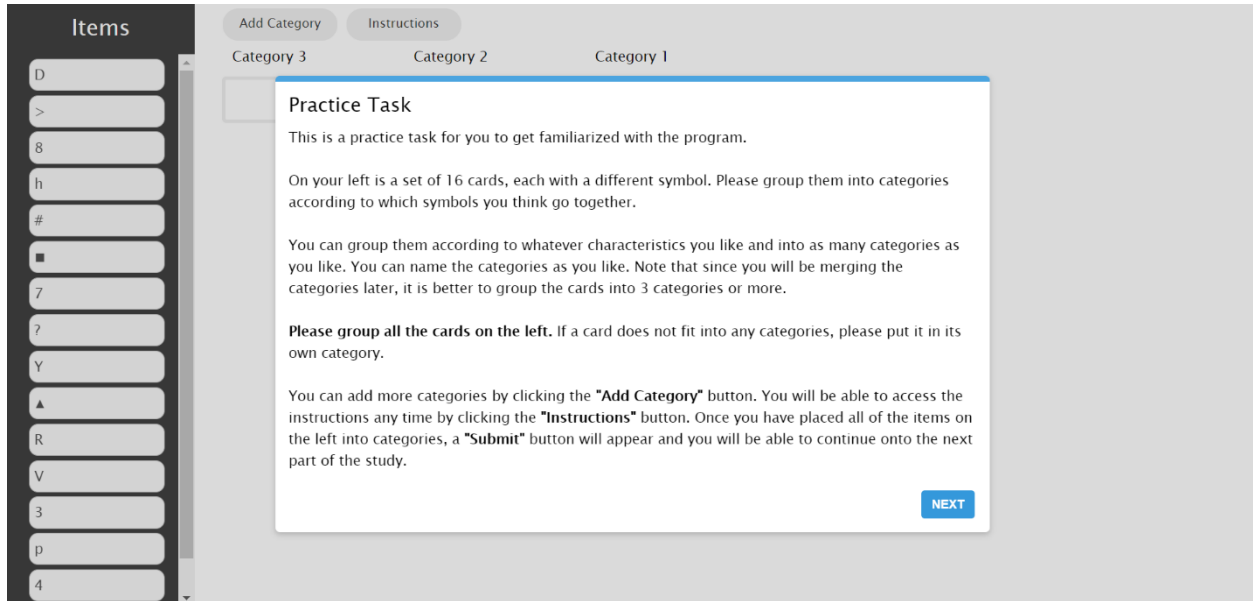 Items
D
>
8
h
#
■
7
?
Y
▲
R
V
3
p
4
Add Category
Instructions
Category 3
Category 2
Category 1
Practice Task
This is a practice task for you to get familiarized with the program.
On your left is a set of 16 cards, each with a different symbol. Please group them into categories
according to which symbols you think go together.
You can group them according to whatever characteristics you like and into as many categories as
you like. You can name the categories as you like. Note that since you will be merging the
categories later, it is better to group the cards into 3 categories or more.
Please group all the cards on the left. If a card does not fit into any categories, please put it in its
own category.
You can add more categories by clicking the "Add Category" button. You will be able to access the
instructions any time by clicking the "Instructions" button. Once you have placed all of the items on
the left into categories, a "Submit" button will appear and you will be able to continue onto the next
part of the study.
NEXT